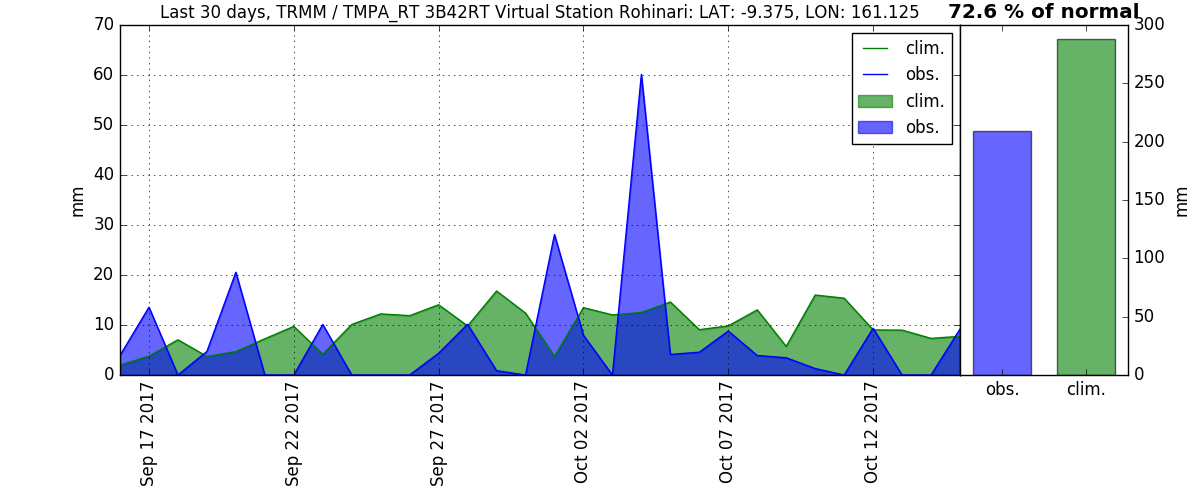 Last 30 days, TRMM / TMPA_RT 3B42RT Virtual Station Rohinari: LAT: -9.375, LON: 161.125
72.6 % of normal
70
60
50
40
30
20
10
0
mm
clim.
obs.
clim.
obs.
Sep 17 2017
Sep 22 2017
Sep 27 2017
Oct 02 2017
Oct 07 2017
Oct 12 2017
300
250
200
150
100
50
0
mm
obs.
clim.